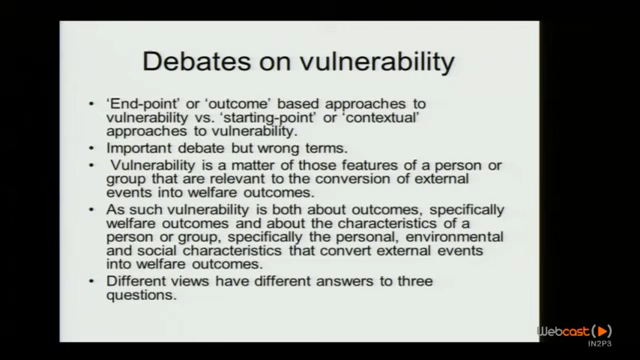 Debates on vulnerability
• 'End-point' or 'outcome' based approaches to
vulnerability vs. 'starting-point' or 'contextual'
approaches to vulnerability.
• Important debate but wrong terms.
• Vulnerability is a matter of those features of a person or
group that are relevant to the conversion of external
events into welfare outcomes.
• As such vulnerability is both about outcomes, specifically
welfare outcomes and about the characteristics of a
person or group, specifically the personal, environmental
and social characteristics that convert external events
into welfare outcomes.
• Different views have different answers to three
questions.
Webcast
IN2P3